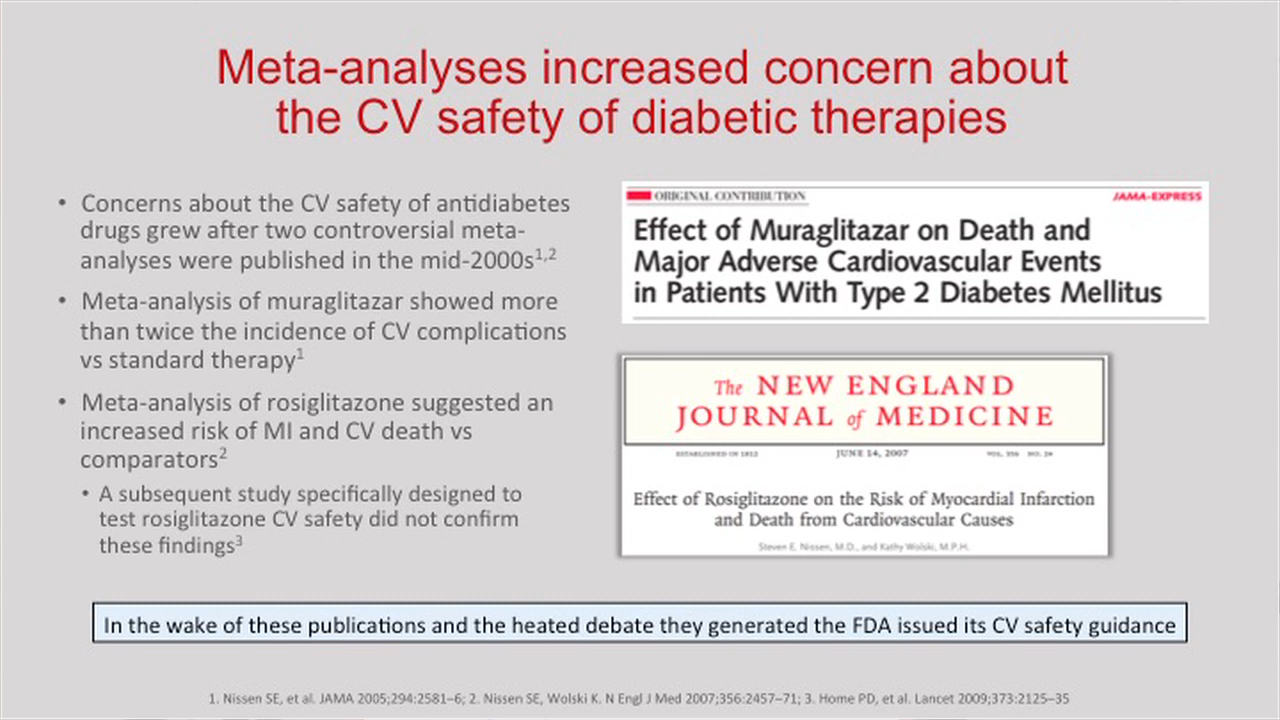 Meta-analyses increased concern about
the CV safety of diabetic therapies
• Concerns about the CV safety of antidiabetes
drugs grew after two controversial meta-
analyses were published in the mid-2000s1,2
• Meta-analysis of muraglitazar showed more
than twice the incidence of CV complications
vs standard therapy1
• Meta-analysis of rosiglitazone suggested an
increased risk of MI and CV death vs
comparators2
• A subsequent study specifically designed to
test rosiglitazone CV safety did not confirm
these findings3
ORIGINAL CONTRIBUTION
JAMA-EXPRESS
Effect of Muraglitazar on Death and
Major Adverse Cardiovascular Events
in Patients With Type 2 Diabetes Mellitus
The NEW ENGLAND
JOURNAL of MEDICINE
ESTABLISHED IN 1812
JUNE 14, 2007
VOL. 356 NO. 24
Effect of Rosiglitazone on the Risk of Myocardial Infarction
and Death from Cardiovascular Causes
Steven E. Nissen, M.D., and Kathy Wolski, M.P.H.
In the wake of these publications and the heated debate they generated the FDA issued its CV safety guidance
1. Nissen SE, et al. JAMA 2005;294:2581–6; 2. Nissen SE, Wolski K. N Engl J Med 2007;356:2457–71; 3. Home PD, et al. Lancet 2009;373:2125–35